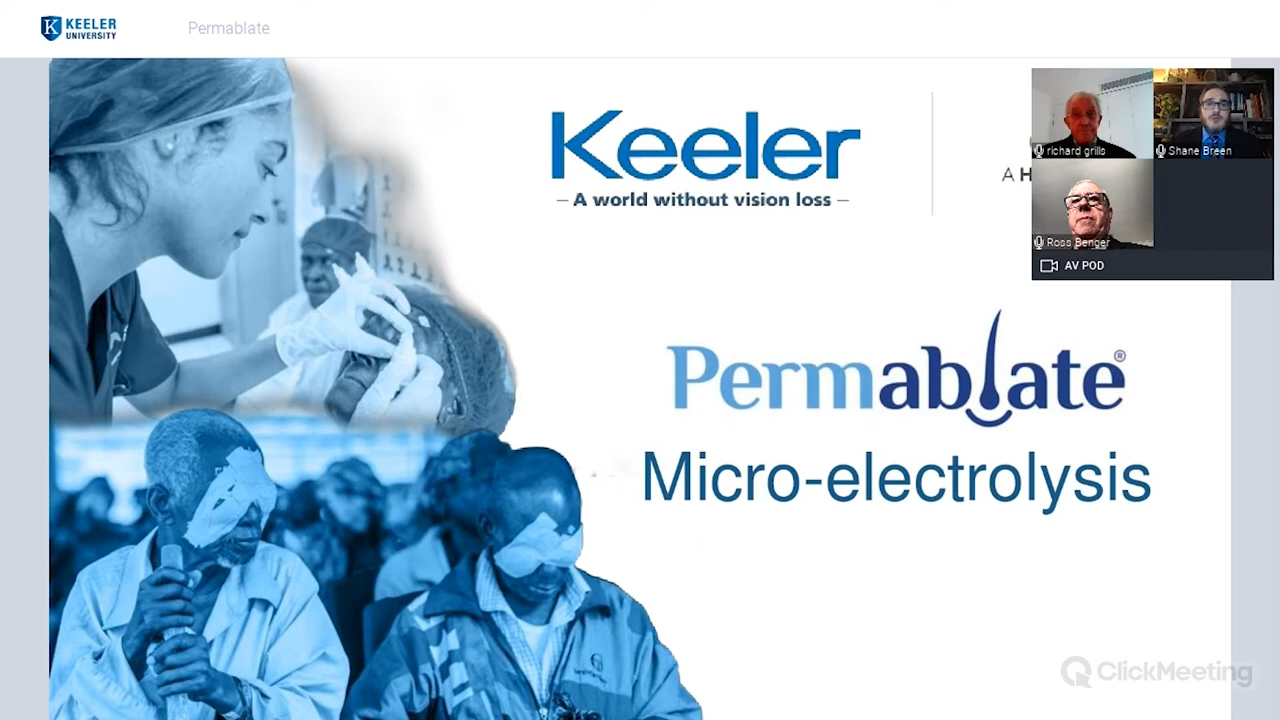 KEELER
UNIVERSITY
Permablate
Keeler
A world without vision loss
A H
richard grills
Shane Breen
Ross Benger
AV POD
Permablate®
Micro-electrolysis
ClickMeeting